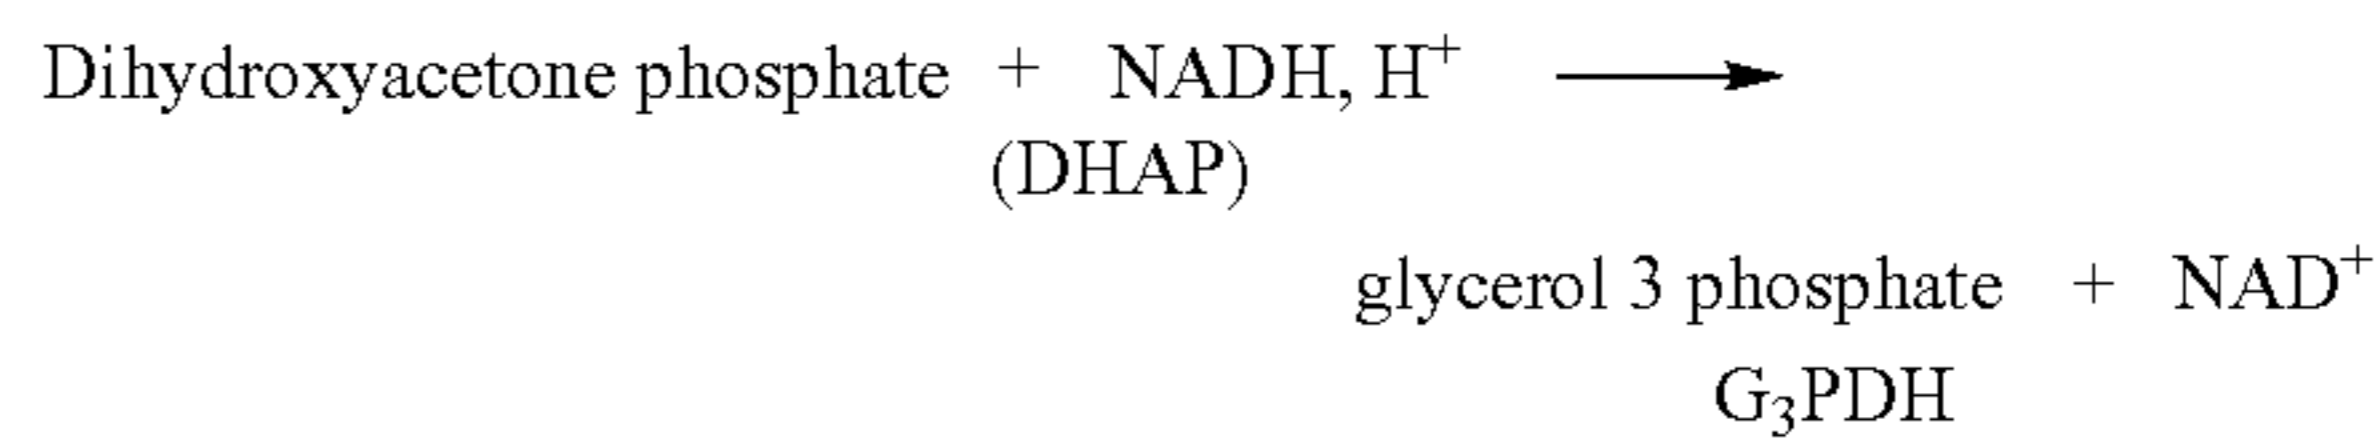 Dihydroxyacetone phosphate + NADH, H⁺ ⟶
(DHAP)
glycerol 3 phosphate + NAD⁺
G₃PDH